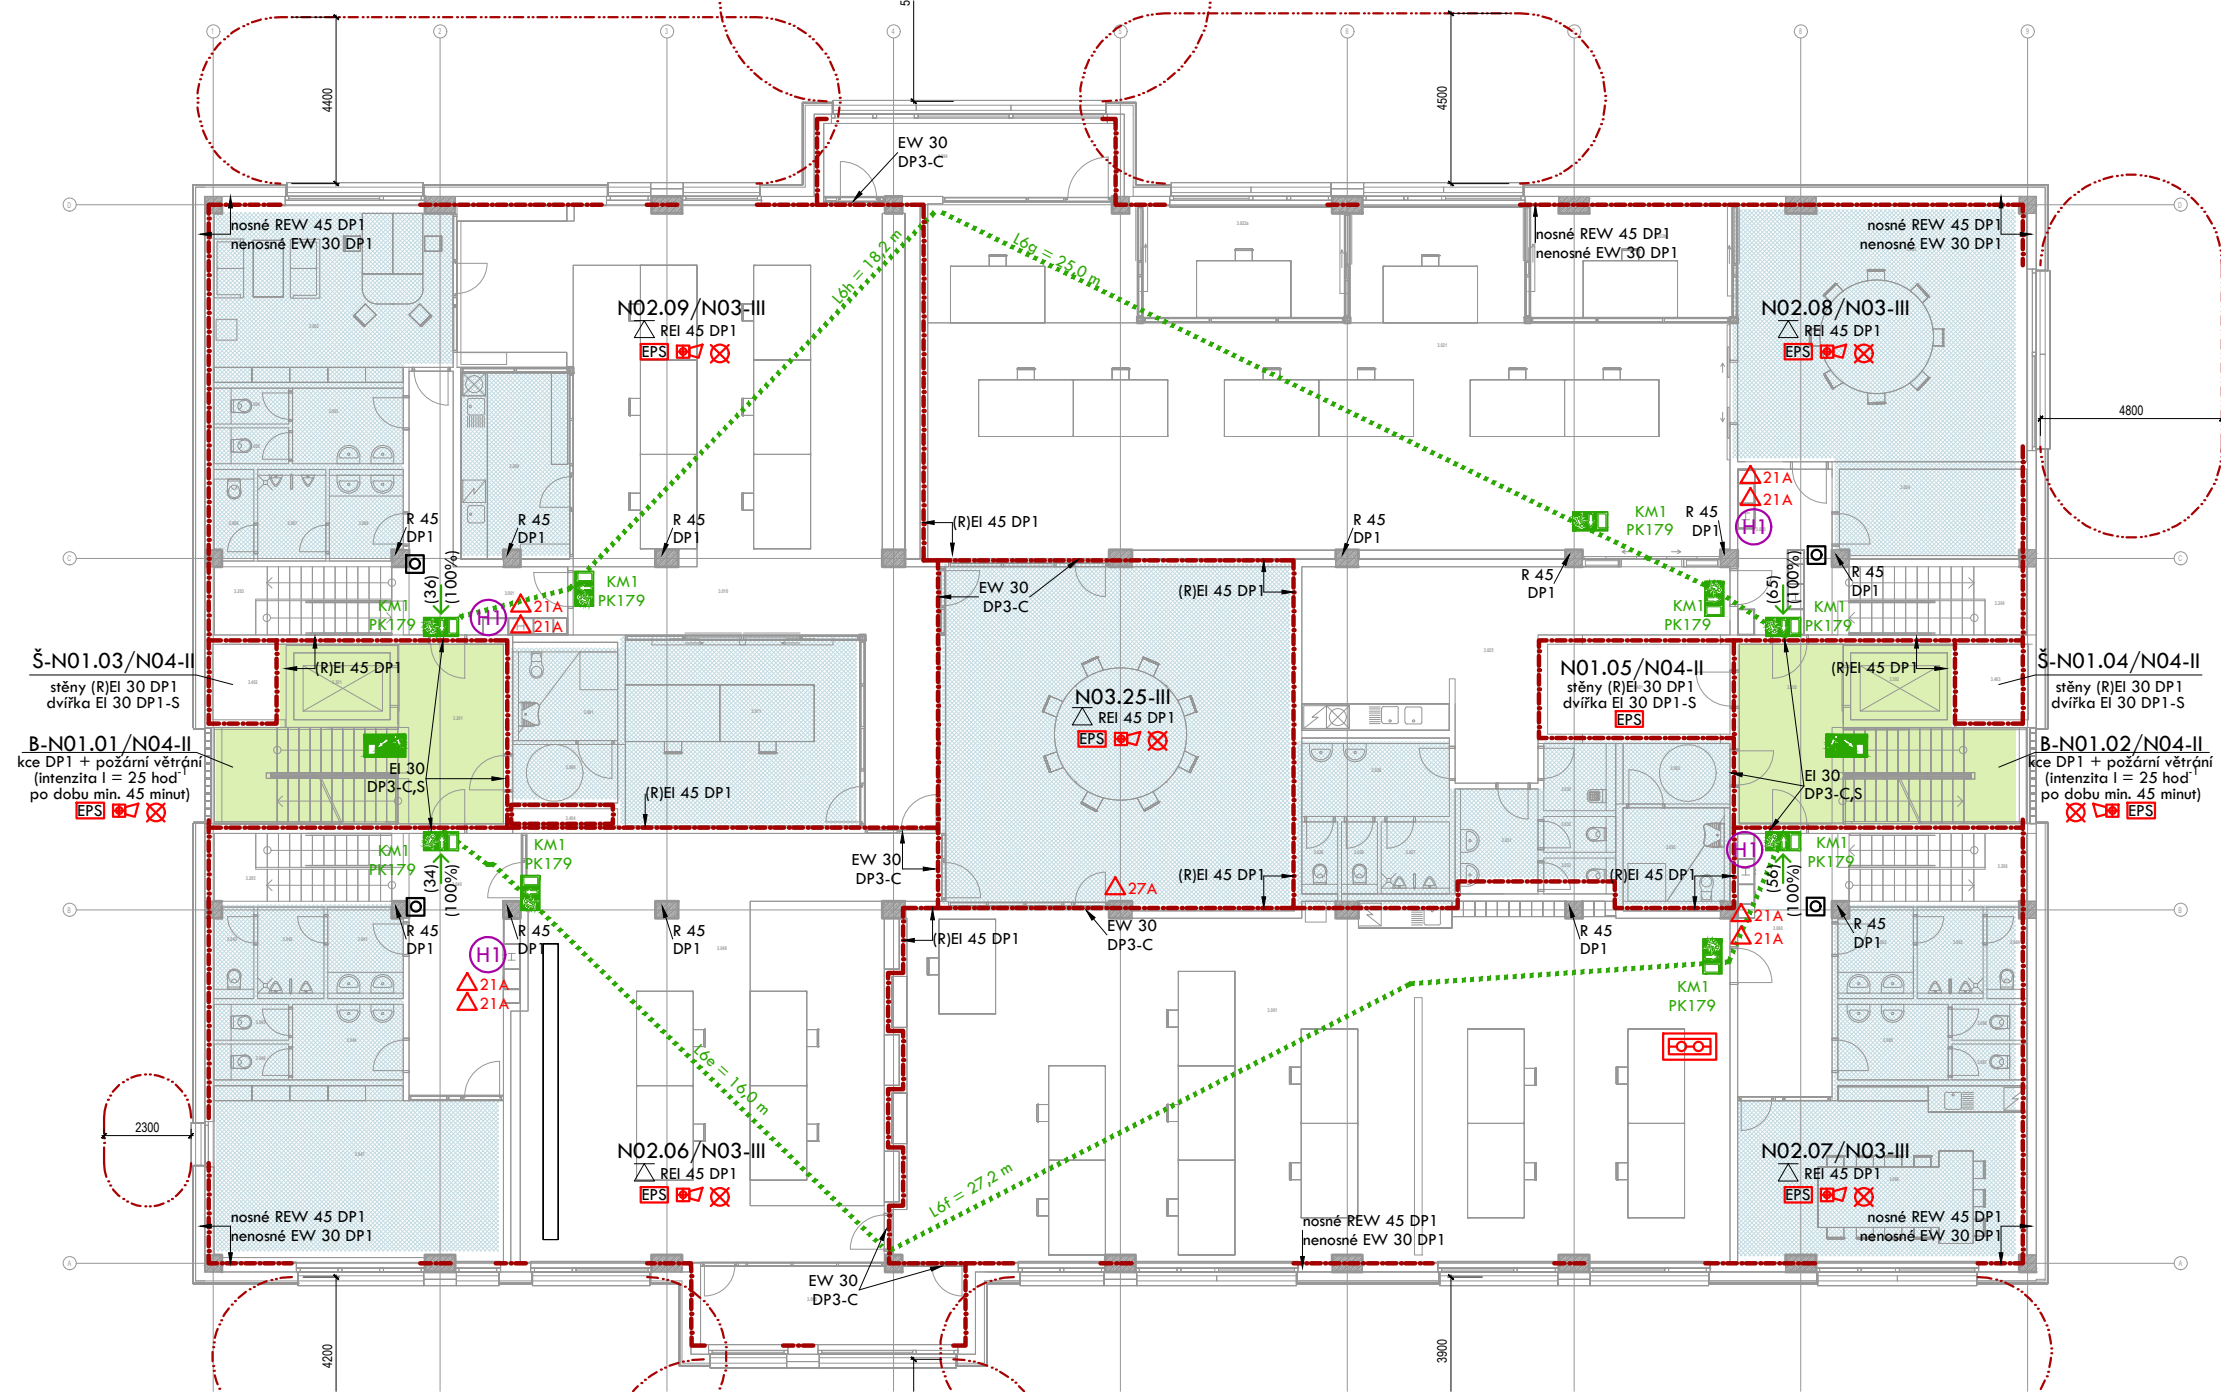 1
2
3
4
8
5
4400
4500
EW 30
DP3-C
D
D
nosné REW 45 DP1
nenosné EW 30 DP1
nosné REW 45 DP1
nenosné EW 30 DP1
nosné REW 45 DP1
nenosné EW 30 DP1
L6h = 18,2 m
L6g = 25,0 m
N02.09/N03-III
REI 45 DP1
EPS
N02.08/N03-III
REI 45 DP1
EPS
4800
21A
21A
H1
KM1
PK179
R 45
DP1
R 45
DP1
R 45
DP1
R 45
DP1
(R)EI 45 DP1
R 45
DP1
C
C
(36)
(100%)
KM1
PK179
KM1
PK179
H1
21A
21A
EW 30
DP3-C
(R)EI 45 DP1
R 45
DP1
KM1
PK179
(65)
(100%)
KM1
PK179
R 45
DP1
Š-N01.03/N04-II
stěny (R)EI 30 DP1
dvířka EI 30 DP1-S
(R)EI 45 DP1
N01.05/N04-II
stěny (R)EI 30 DP1
dvířka EI 30 DP1-S
EPS
(R)EI 45 DP1
Š-N01.04/N04-II
stěny (R)EI 30 DP1
dvířka EI 30 DP1-S
N03.25-III
REI 45 DP1
EPS
B-N01.01/N04-II
kce DP1 + požární větrání
(intenzita I = 25 hod-1
po dobu min. 45 minut)
EPS
EI 30
DP3-C,S
(R)EI 45 DP1
EI 30
DP3-C,S
B-N01.02/N04-II
kce DP1 + požární větrání
(intenzita I = 25 hod-1
po dobu min. 45 minut)
EPS
KM1
PK179
(34)
(100%)
KM1
PK179
EW 30
DP3-C
27A
(R)EI 45 DP1
(R)EI 45 DP1
H1
KM1
PK179
(56)
(100%)
B
B
R 45
DP1
R 45
DP1
R 45
DP1
(R)EI 45 DP1
EW 30
DP3-C
R 45
DP1
21A
21A
R 45
DP1
H1
21A
21A
KM1
PK179
L6e = 16,0 m
L6f = 27,2 m
2300
N02.06/N03-III
REI 45 DP1
EPS
N02.07/N03-III
REI 45 DP1
EPS
nosné REW 45 DP1
nenosné EW 30 DP1
nosné REW 45 DP1
nenosné EW 30 DP1
nosné REW 45 DP1
nenosné EW 30 DP1
A
A
EW 30
DP3-C
4200
3900